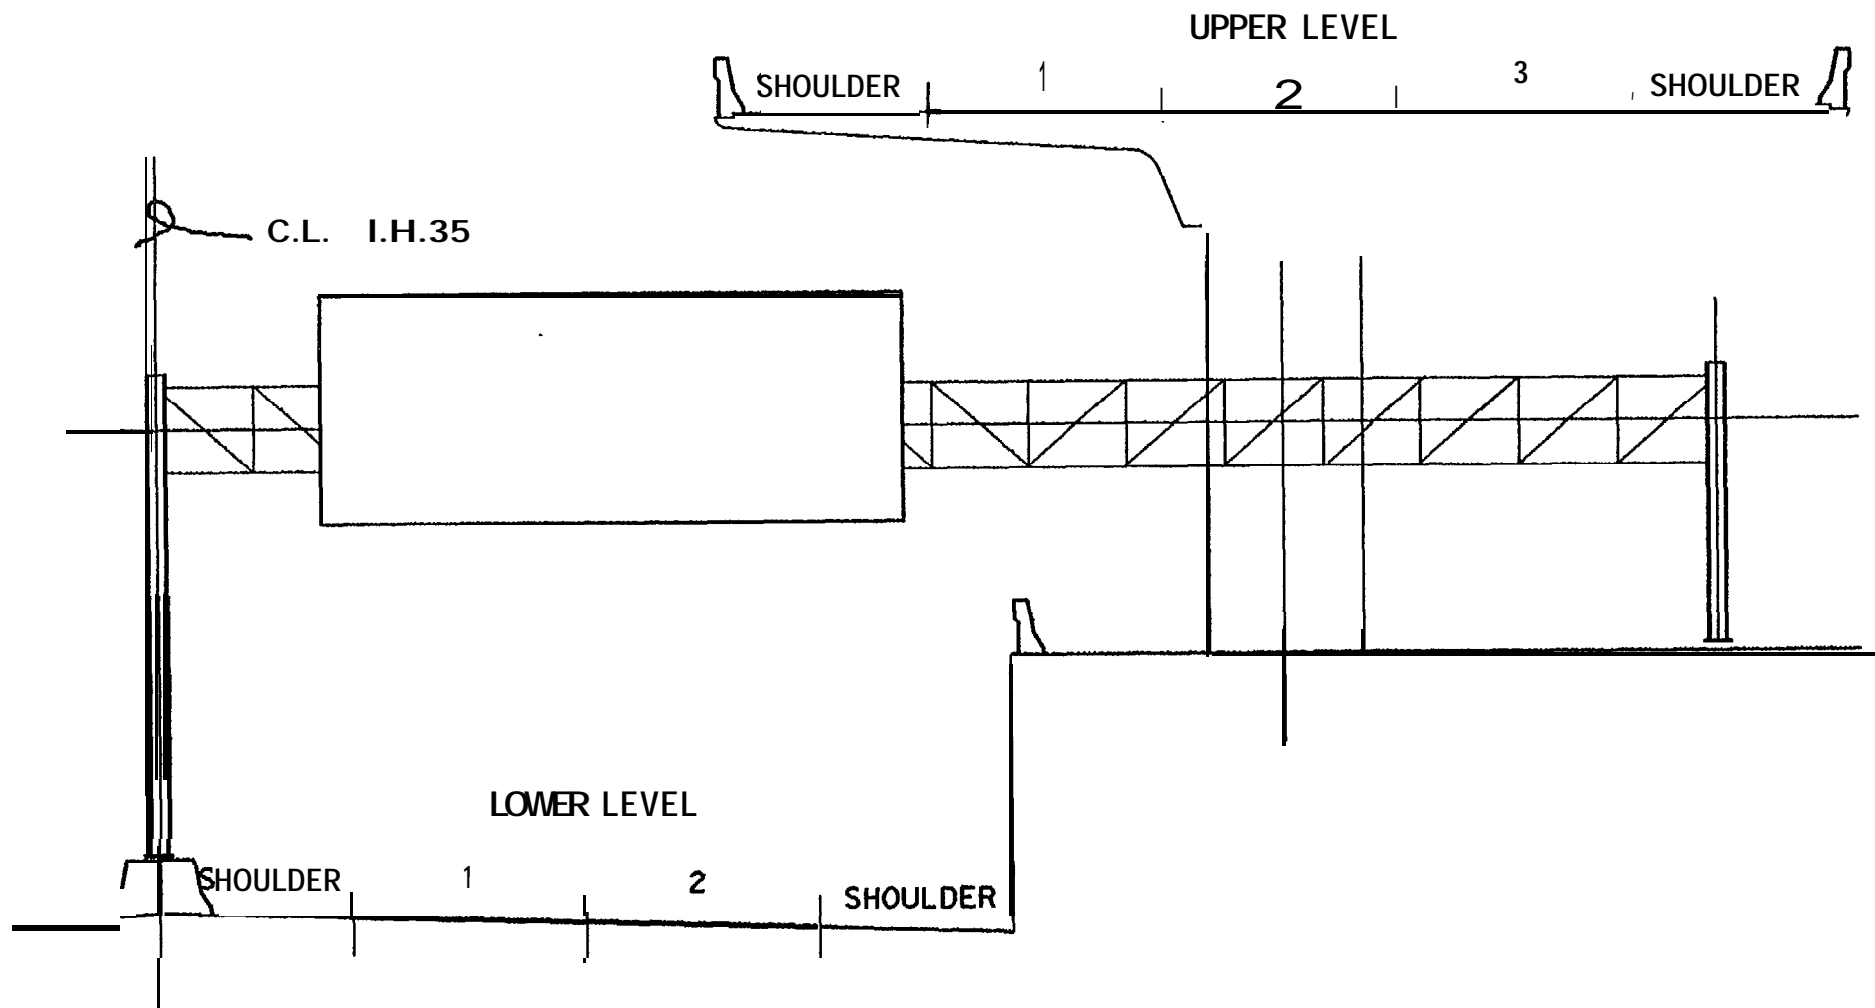 UPPER LEVEL
SHOULDER 1 2 3 SHOULDER
C.L. I.H.35
LOWER LEVEL
SHOULDER 1 2 SHOULDER